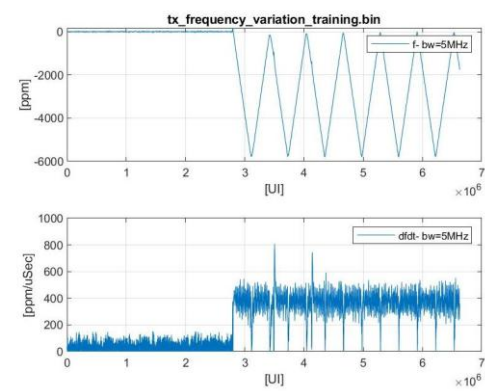 tx_frequency_variation_training.bin
f- bw=5MHz
[ppm]
0
-2000
-4000
-6000
0 1 2 3 4 5 6 7
[UI]
×10^6
dfdt- bw=5MHz
[ppm/uSec]
1000
800
600
400
200
0
0 1 2 3 4 5 6 7
[UI]
×10^6